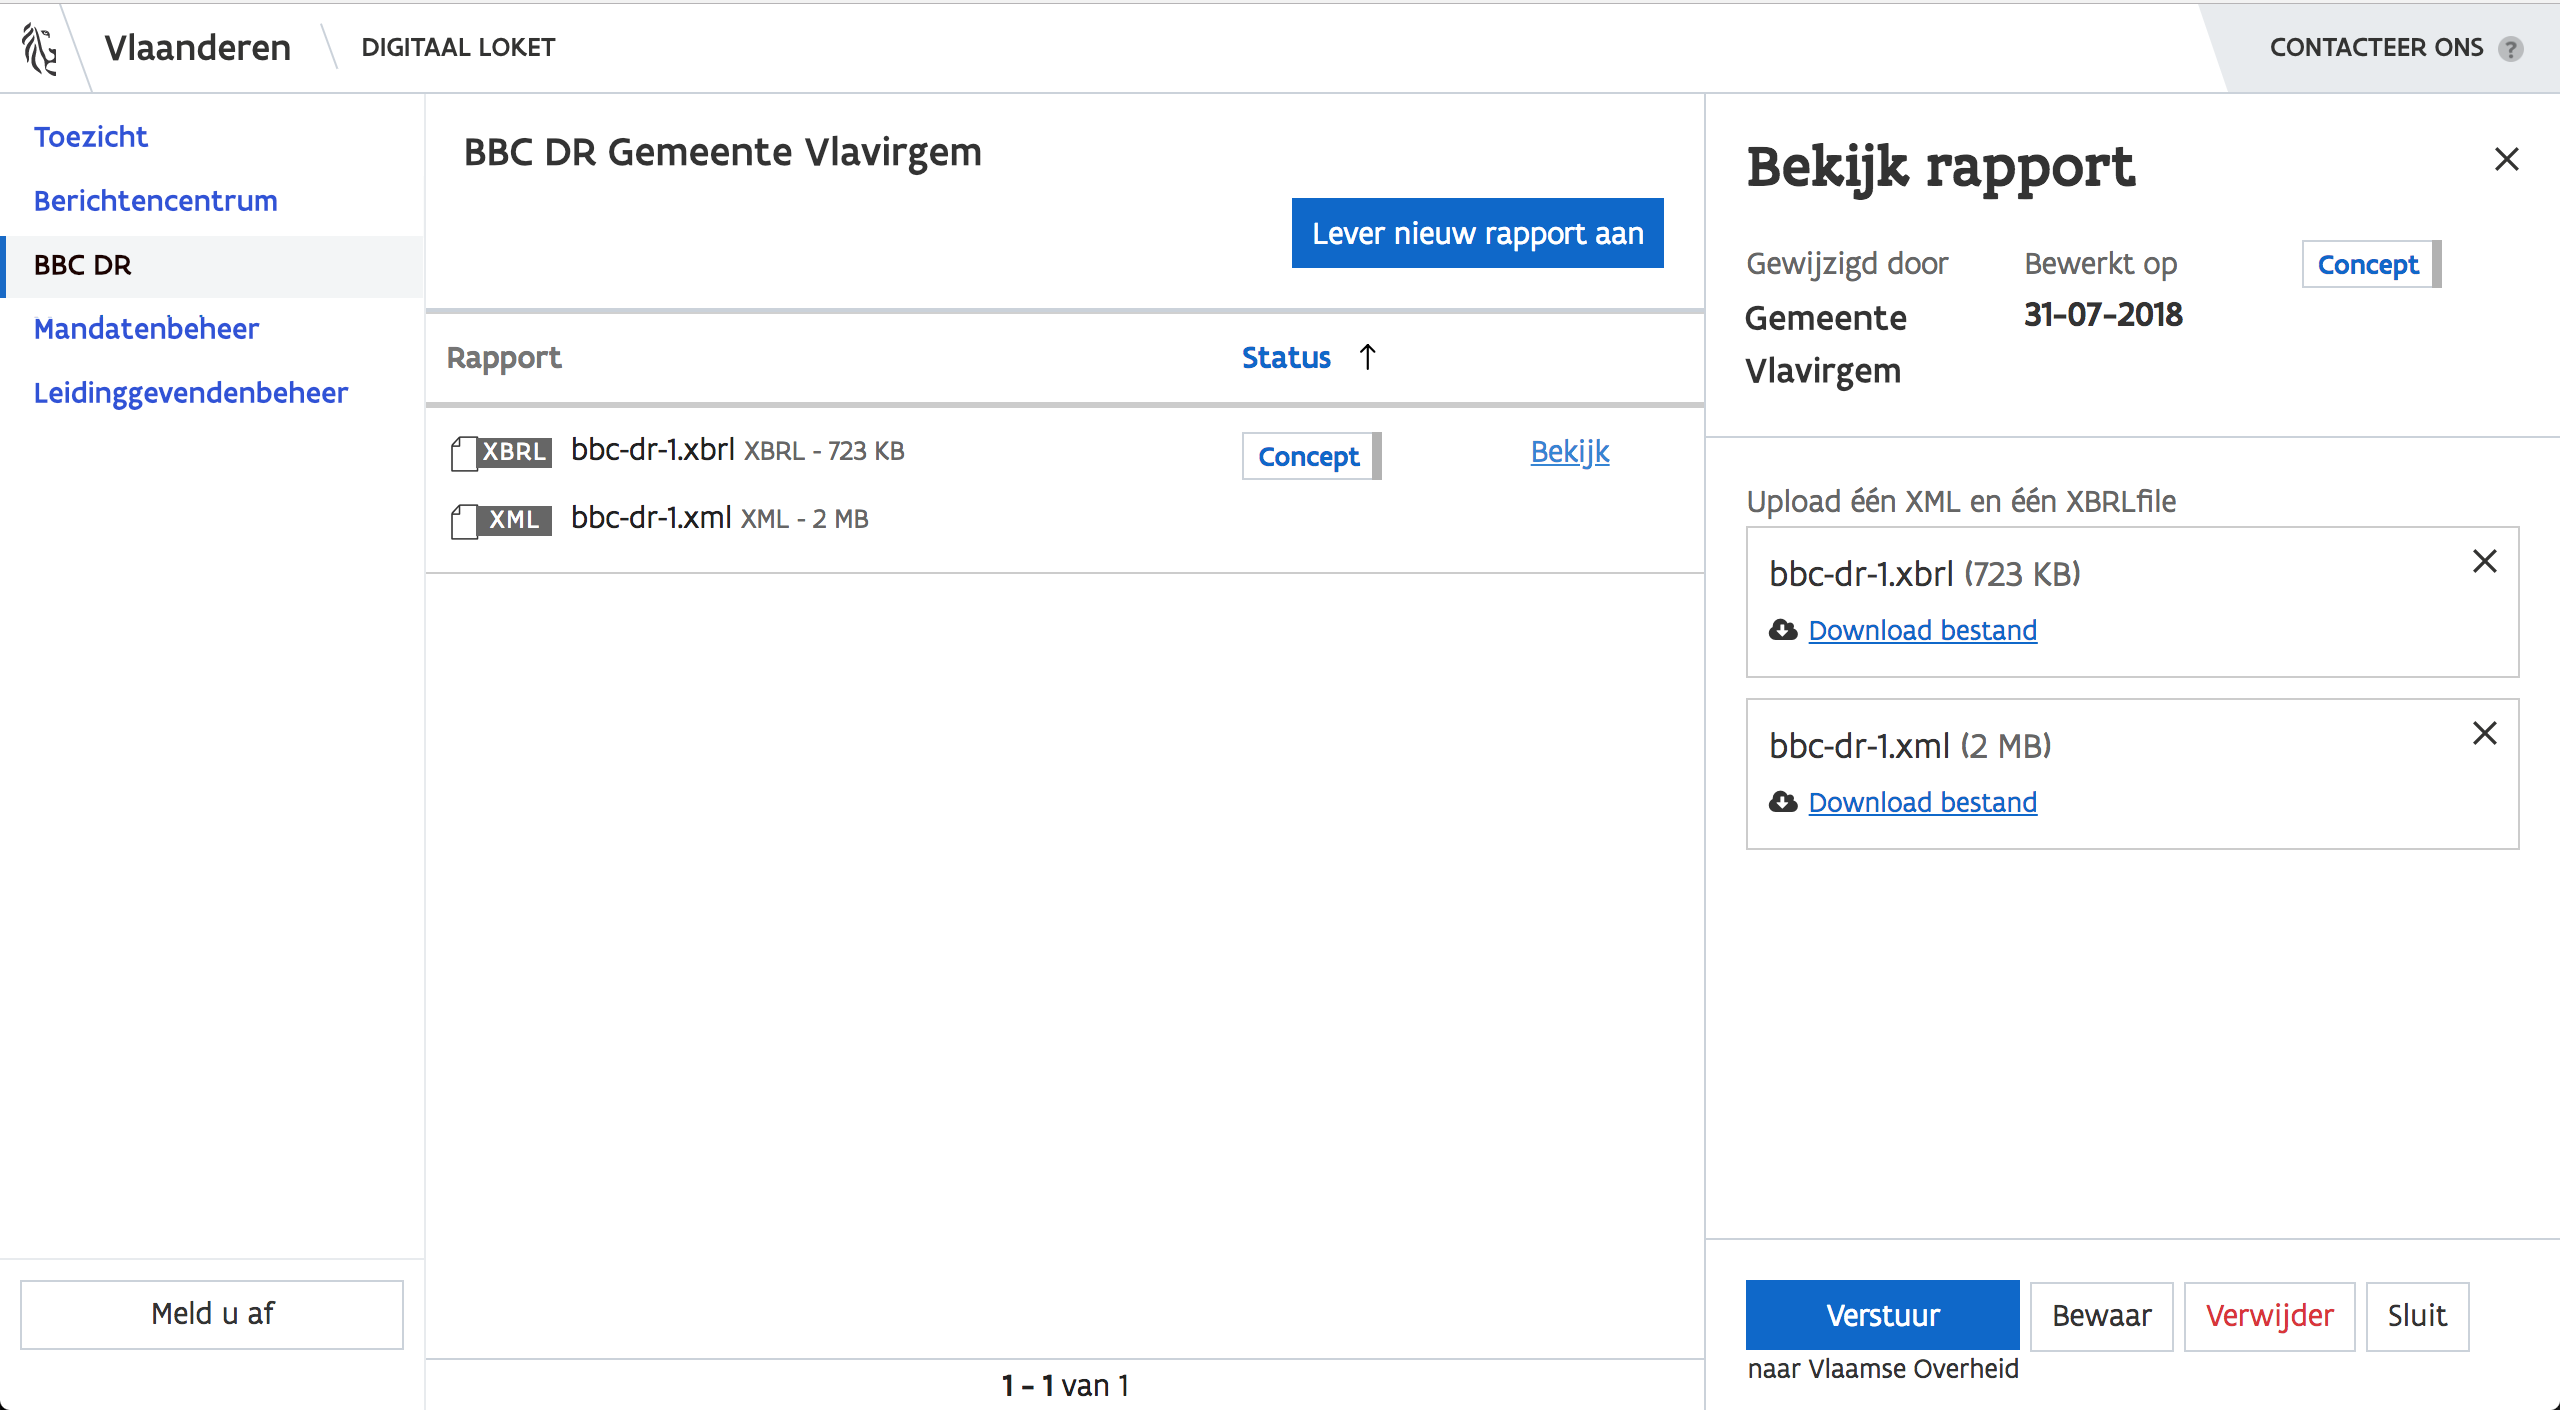 Vlaanderen
DIGITAAL LOKET
CONTACTEER ONS ?
Toezicht
Berichtencentrum
BBC DR
Mandatenbeheer
Leidinggevendenbeheer
Meld u af
BBC DR Gemeente Vlavirgem
Lever nieuw rapport aan
Rapport
Status ↑
XBRL bbc-dr-1.xbrl XBRL - 723 KB
Concept
Bekijk
XML bbc-dr-1.xml XML - 2 MB
1 - 1 van 1
Bekijk rapport
Gewijzigd door
Gemeente
Vlavirgem
Bewerkt op
31-07-2018
Concept
Upload één XML en één XBRLfile
bbc-dr-1.xbrl (723 KB)
Download bestand
bbc-dr-1.xml (2 MB)
Download bestand
Verstuur
naar Vlaamse Overheid
Bewaar
Verwijder
Sluit